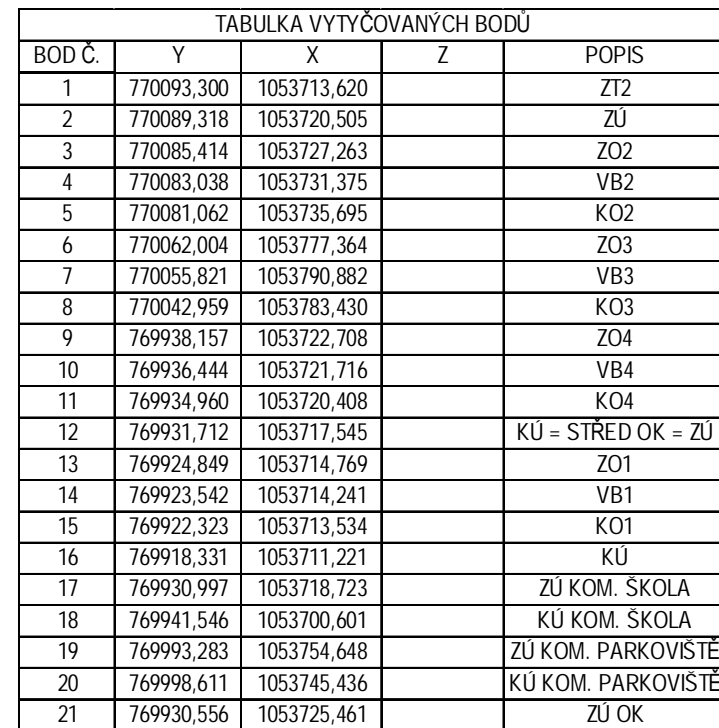 TABULKA VYTYČOVANÝCH BODŮ
BOD Č. Y X Z POPIS
1 770093,300 1053713,620 ZT2
2 770089,318 1053720,505 ZÚ
3 770085,414 1053727,263 ZO2
4 770083,038 1053731,375 VB2
5 770081,062 1053735,695 KO2
6 770062,004 1053777,364 ZO3
7 770055,821 1053790,882 VB3
8 770042,959 1053783,430 KO3
9 769938,157 1053722,708 ZO4
10 769936,444 1053721,716 VB4
11 769934,960 1053720,408 KO4
12 769931,712 1053717,545 KÚ = STŘED OK = ZÚ
13 769924,849 1053714,769 ZO1
14 769923,542 1053714,241 VB1
15 769922,323 1053713,534 KO1
16 769918,331 1053711,221 KÚ
17 769930,997 1053718,723 ZÚ KOM. ŠKOLA
18 769941,546 1053700,601 KÚ KOM. ŠKOLA
19 769993,283 1053754,648 ZÚ KOM. PARKOVIŠTĚ
20 769998,611 1053745,436 KÚ KOM. PARKOVIŠTĚ
21 769930,556 1053725,461 ZÚ OK